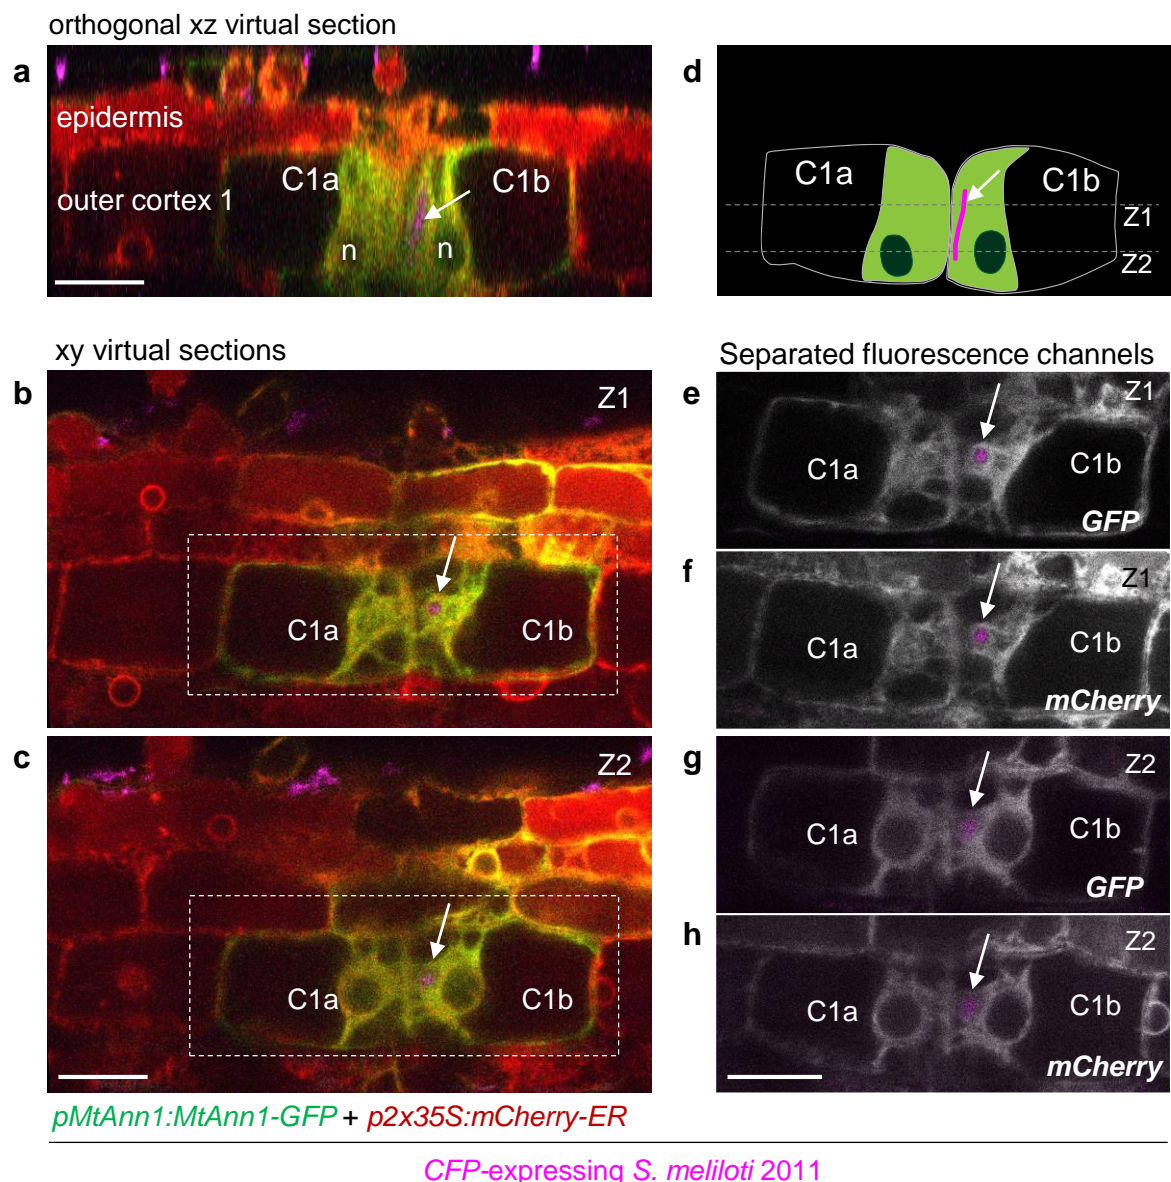 orthogonal xz virtual section
a
epidermis
C1a
C1b
outer cortex 1
n
n
d
C1a
C1b
Z1
Z2
xy virtual sections
b
Z1
C1a
C1b
c
Z2
C1a
C1b
Separated fluorescence channels
e
Z1
C1a
C1b
GFP
f
Z1
C1a
C1b
mCherry
g
Z2
C1a
C1b
GFP
h
Z2
C1a
C1b
mCherry
pMtAnn1:MtAnn1-GFP + p2x35S:mCherry-ER
CFP-expressing S. meliloti 2011